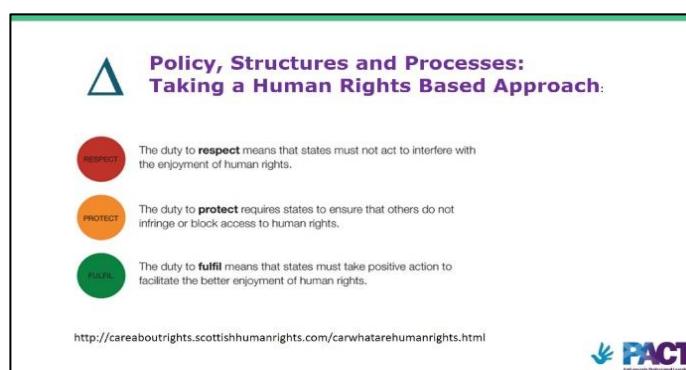 Policy, Structures and Processes:
Taking a Human Rights Based Approach:
RESPECT
The duty to respect means that states must not act to interfere with
the enjoyment of human rights.
PROTECT
The duty to protect requires states to ensure that others do not
infringe or block access to human rights.
FULFIL
The duty to fulfil means that states must take positive action to
facilitate the better enjoyment of human rights.
http://careaboutrights.scottishhumanrights.com/carwhatarehumanrights.html
PACT